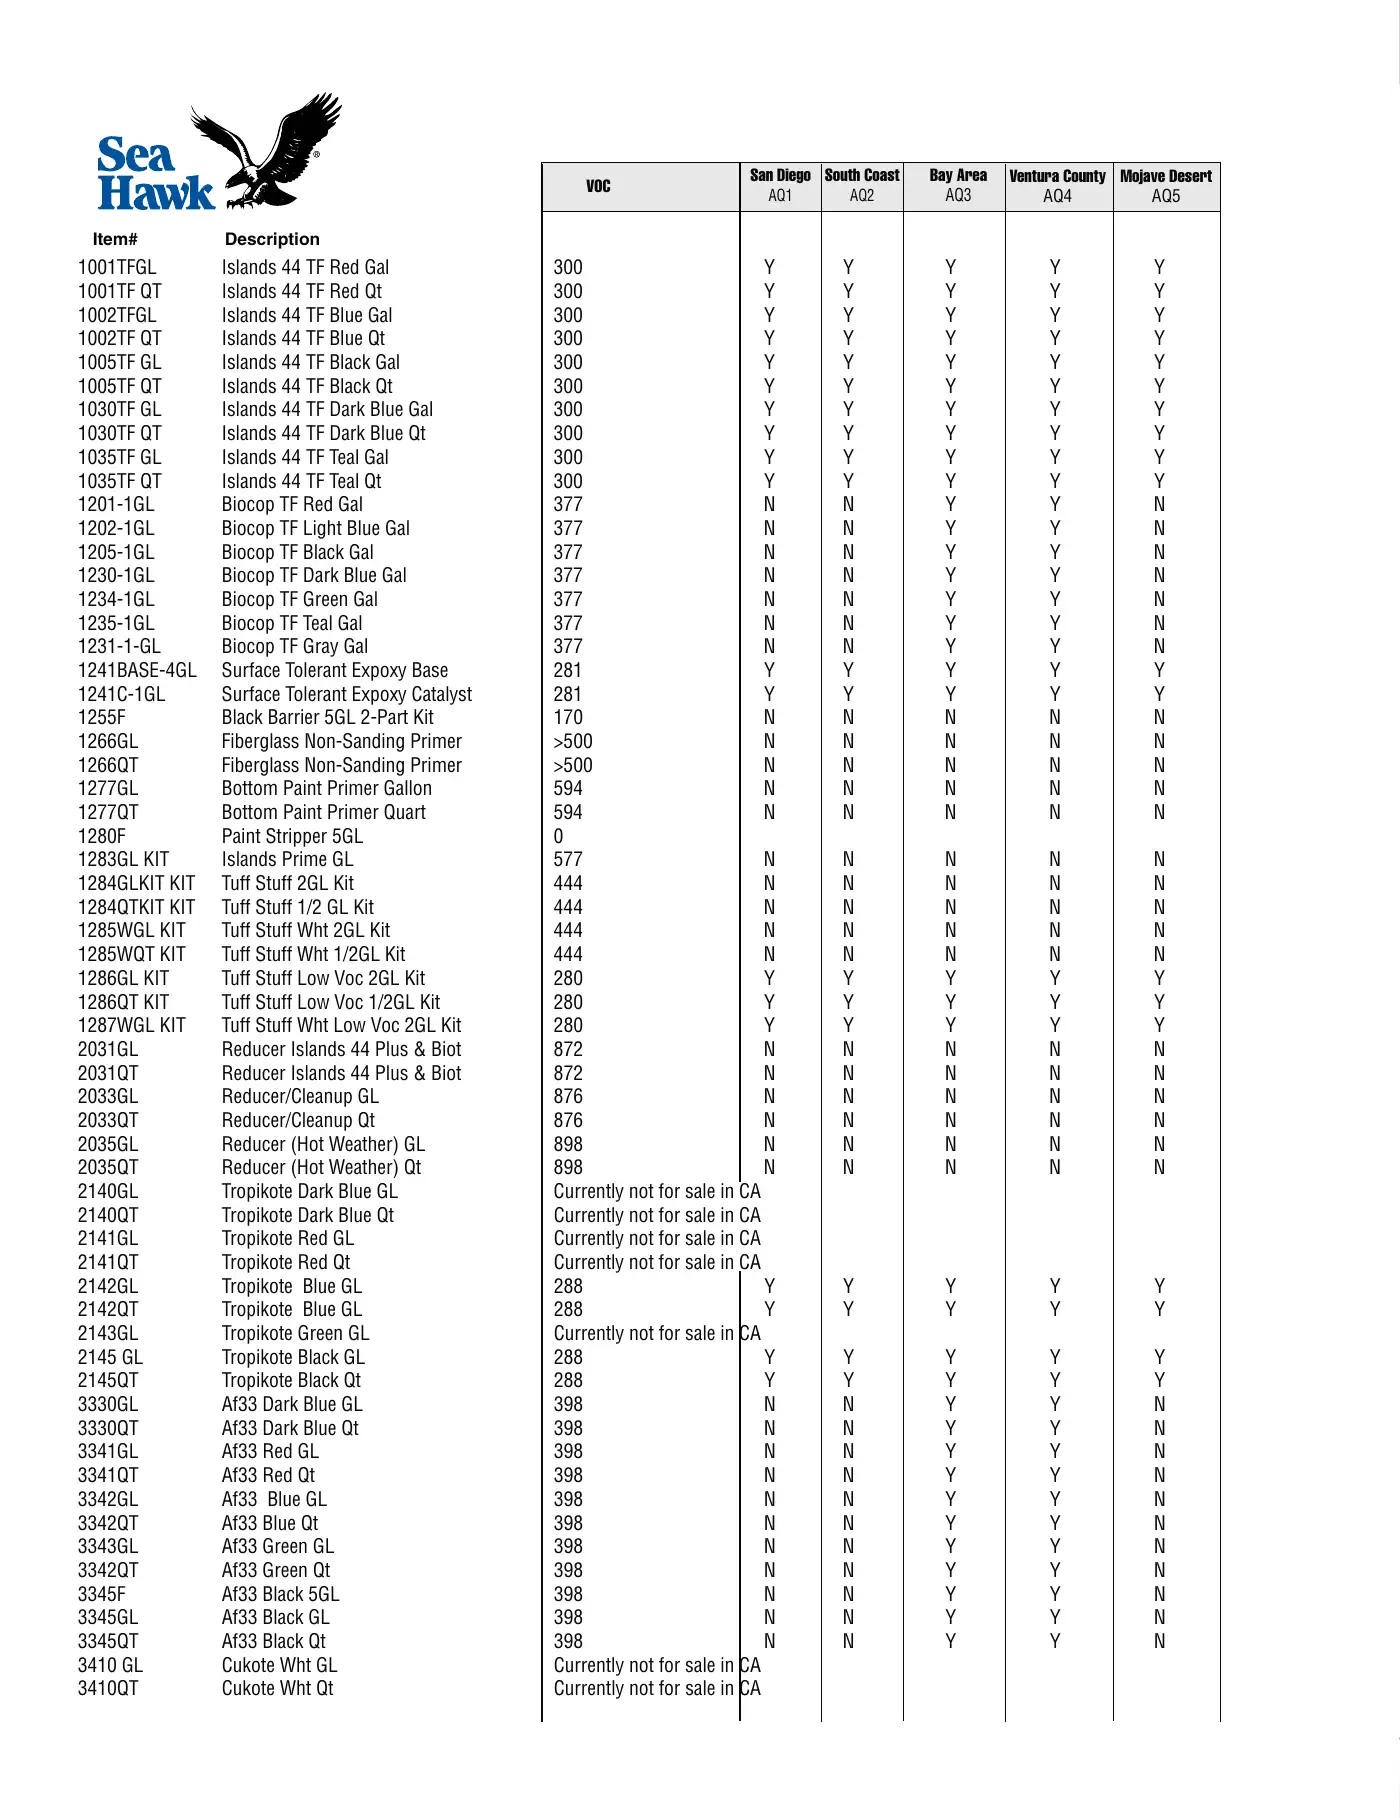 Sea
Hawk®
VOC San Diego South Coast Bay Area Ventura County Mojave Desert
AQ1 AQ2 AQ3 AQ4 AQ5
Item# Description
1001TFGL Islands 44 TF Red Gal 300 Y Y Y Y Y
1001TF QT Islands 44 TF Red Qt 300 Y Y Y Y Y
1002TFGL Islands 44 TF Blue Gal 300 Y Y Y Y Y
1002TF QT Islands 44 TF Blue Qt 300 Y Y Y Y Y
1005TF GL Islands 44 TF Black Gal 300 Y Y Y Y Y
1005TF QT Islands 44 TF Black Qt 300 Y Y Y Y Y
1030TF GL Islands 44 TF Dark Blue Gal 300 Y Y Y Y Y
1030TF QT Islands 44 TF Dark Blue Qt 300 Y Y Y Y Y
1035TF GL Islands 44 TF Teal Gal 300 Y Y Y Y Y
1035TF QT Islands 44 TF Teal Qt 300 Y Y Y Y Y
1201-1GL Biocop TF Red Gal 377 N N Y Y N
1202-1GL Biocop TF Light Blue Gal 377 N N Y Y N
1205-1GL Biocop TF Black Gal 377 N N Y Y N
1230-1GL Biocop TF Dark Blue Gal 377 N N Y Y N
1234-1GL Biocop TF Green Gal 377 N N Y Y N
1235-1GL Biocop TF Teal Gal 377 N N Y Y N
1231-1-GL Biocop TF Gray Gal 377 N N Y Y N
1241BASE-4GL Surface Tolerant Expoxy Base 281 Y Y Y Y Y
1241C-1GL Surface Tolerant Expoxy Catalyst 281 Y Y Y Y Y
1255F Black Barrier 5GL 2-Part Kit 170 N N N N N
1266GL Fiberglass Non-Sanding Primer >500 N N N N N
1266QT Fiberglass Non-Sanding Primer >500 N N N N N
1277GL Bottom Paint Primer Gallon 594 N N N N N
1277QT Bottom Paint Primer Quart 594 N N N N N
1280F Paint Stripper 5GL 0
1283GL KIT Islands Prime GL 577 N N N N N
1284GLKIT KIT Tuff Stuff 2GL Kit 444 N N N N N
1284QTKIT KIT Tuff Stuff 1/2 GL Kit 444 N N N N N
1285WGL KIT Tuff Stuff Wht 2GL Kit 444 N N N N N
1285WQT KIT Tuff Stuff Wht 1/2GL Kit 444 N N N N N
1286GL KIT Tuff Stuff Low Voc 2GL Kit 280 Y Y Y Y Y
1286QT KIT Tuff Stuff Low Voc 1/2GL Kit 280 Y Y Y Y Y
1287WGL KIT Tuff Stuff Wht Low Voc 2GL Kit 280 Y Y Y Y Y
2031GL Reducer Islands 44 Plus & Biot 872 N N N N N
2031QT Reducer Islands 44 Plus & Biot 872 N N N N N
2033GL Reducer/Cleanup GL 876 N N N N N
2033QT Reducer/Cleanup Qt 876 N N N N N
2035GL Reducer (Hot Weather) GL 898 N N N N N
2035QT Reducer (Hot Weather) Qt 898 N N N N N
2140GL Tropikote Dark Blue GL Currently not for sale in CA
2140QT Tropikote Dark Blue Qt Currently not for sale in CA
2141GL Tropikote Red GL Currently not for sale in CA
2141QT Tropikote Red Qt Currently not for sale in CA
2142GL Tropikote Blue GL 288 Y Y Y Y Y
2142QT Tropikote Blue GL 288 Y Y Y Y Y
2143GL Tropikote Green GL Currently not for sale in CA
2145 GL Tropikote Black GL 288 Y Y Y Y Y
2145QT Tropikote Black Qt 288 Y Y Y Y Y
3330GL Af33 Dark Blue GL 398 N N Y Y N
3330QT Af33 Dark Blue Qt 398 N N Y Y N
3341GL Af33 Red GL 398 N N Y Y N
3341QT Af33 Red Qt 398 N N Y Y N
3342GL Af33 Blue GL 398 N N Y Y N
3342QT Af33 Blue Qt 398 N N Y Y N
3343GL Af33 Green GL 398 N N Y Y N
3342QT Af33 Green Qt 398 N N Y Y N
3345F Af33 Black 5GL 398 N N Y Y N
3345GL Af33 Black GL 398 N N Y Y N
3345QT Af33 Black Qt 398 N N Y Y N
3410 GL Cukote Wht GL Currently not for sale in CA
3410QT Cukote Wht Qt Currently not for sale in CA